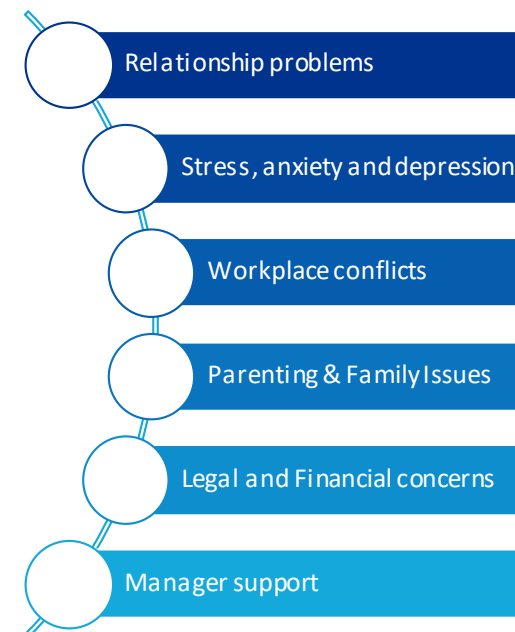 Relationship problems
Stress, anxiety and depression
Workplace conflicts
Parenting & Family Issues
Legal and Financial concerns
Manager support